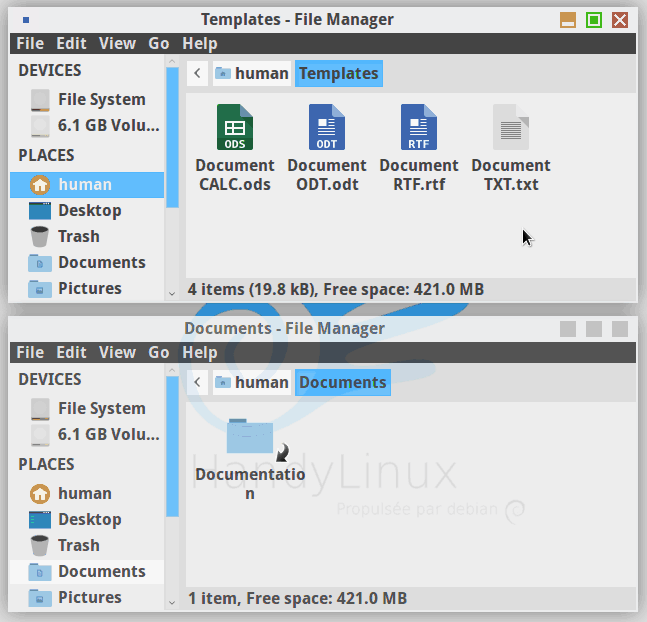 Templates - File Manager
File Edit View Go Help
DEVICES
File System
6.1 GB Volu...
PLACES
human
Desktop
Trash
Documents
Pictures
human Templates
ODS ODT RTF
Document CALC.ods
Document ODT.odt
Document RTF.rtf
Document TXT.txt
4 items (19.8 kB), Free space: 421.0 MB
Documents - File Manager
File Edit View Go Help
DEVICES
File System
6.1 GB Volu...
PLACES
human
Desktop
Trash
Documents
Pictures
human Documents
Documentatio
n
HandyLinux
Propulsée par debian
1 item, Free space: 421.0 MB